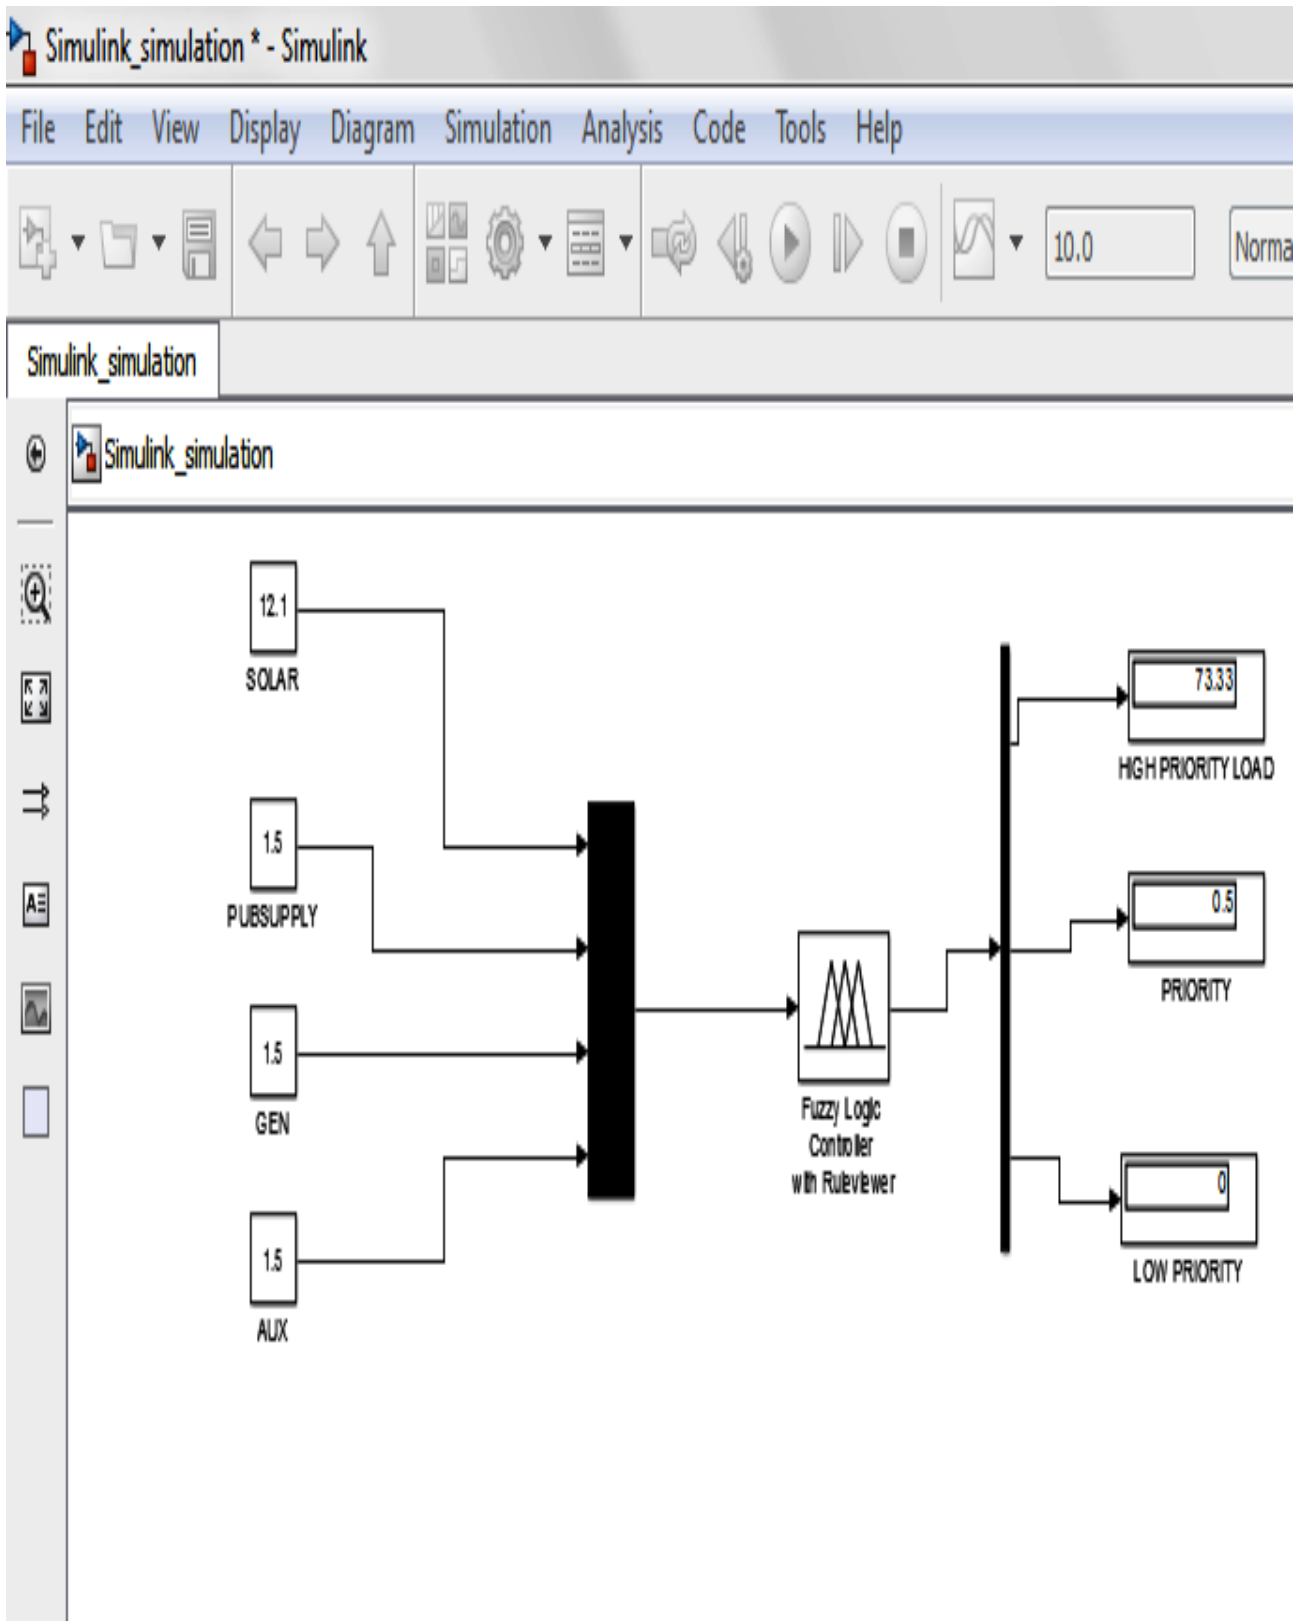 Simulink_simulation * - Simulink
File Edit View Display Diagram Simulation Analysis Code Tools Help
10.0
Norma
Simulink_simulation
Simulink_simulation
12.1
SOLAR
1.5
PUBSUPPLY
1.5
GEN
1.5
AUX
Fuzzy Logic
Controller
with Ruleviewer
73.33
HIGH PRIORITY LOAD
0.5
PRIORITY
0
LOW PRIORITY